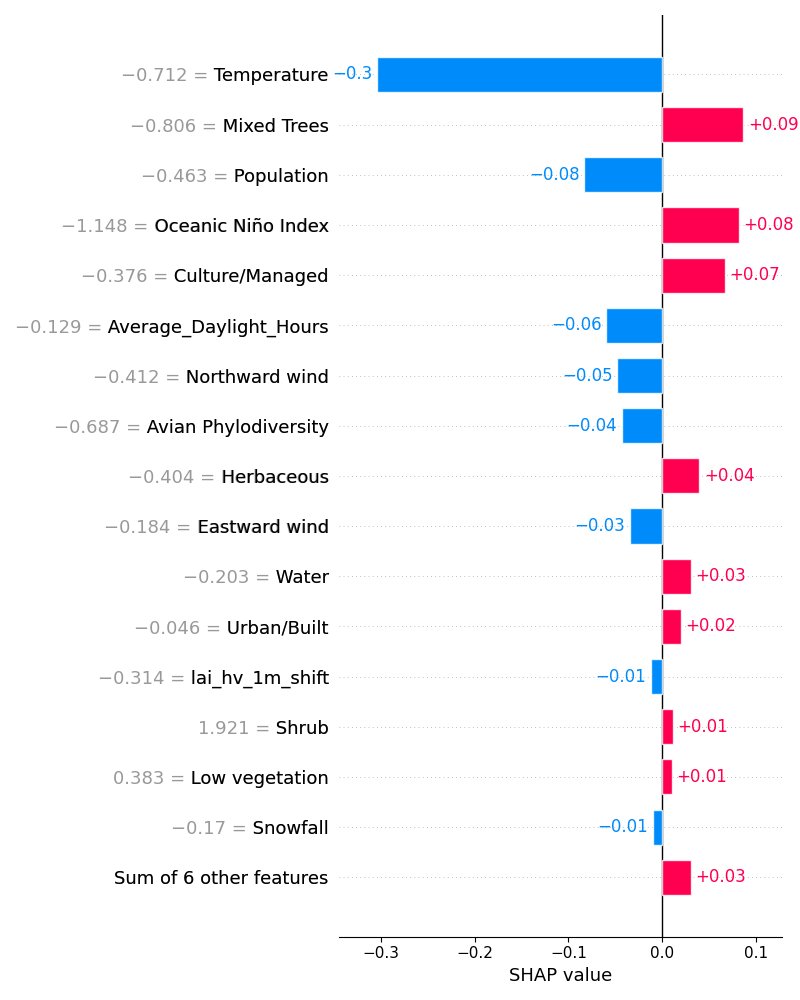 −0.712 = Temperature −0.3
−0.806 = Mixed Trees +0.09
−0.463 = Population −0.08
−1.148 = Oceanic Niño Index +0.08
−0.376 = Culture/Managed +0.07
−0.129 = Average_Daylight_Hours −0.06
−0.412 = Northward wind −0.05
−0.687 = Avian Phylodiversity −0.04
−0.404 = Herbaceous +0.04
−0.184 = Eastward wind −0.03
−0.203 = Water +0.03
−0.046 = Urban/Built +0.02
−0.314 = lai_hv_1m_shift −0.01
1.921 = Shrub +0.01
0.383 = Low vegetation +0.01
−0.17 = Snowfall −0.01
Sum of 6 other features +0.03
−0.3 −0.2 −0.1 0.0 0.1
SHAP value